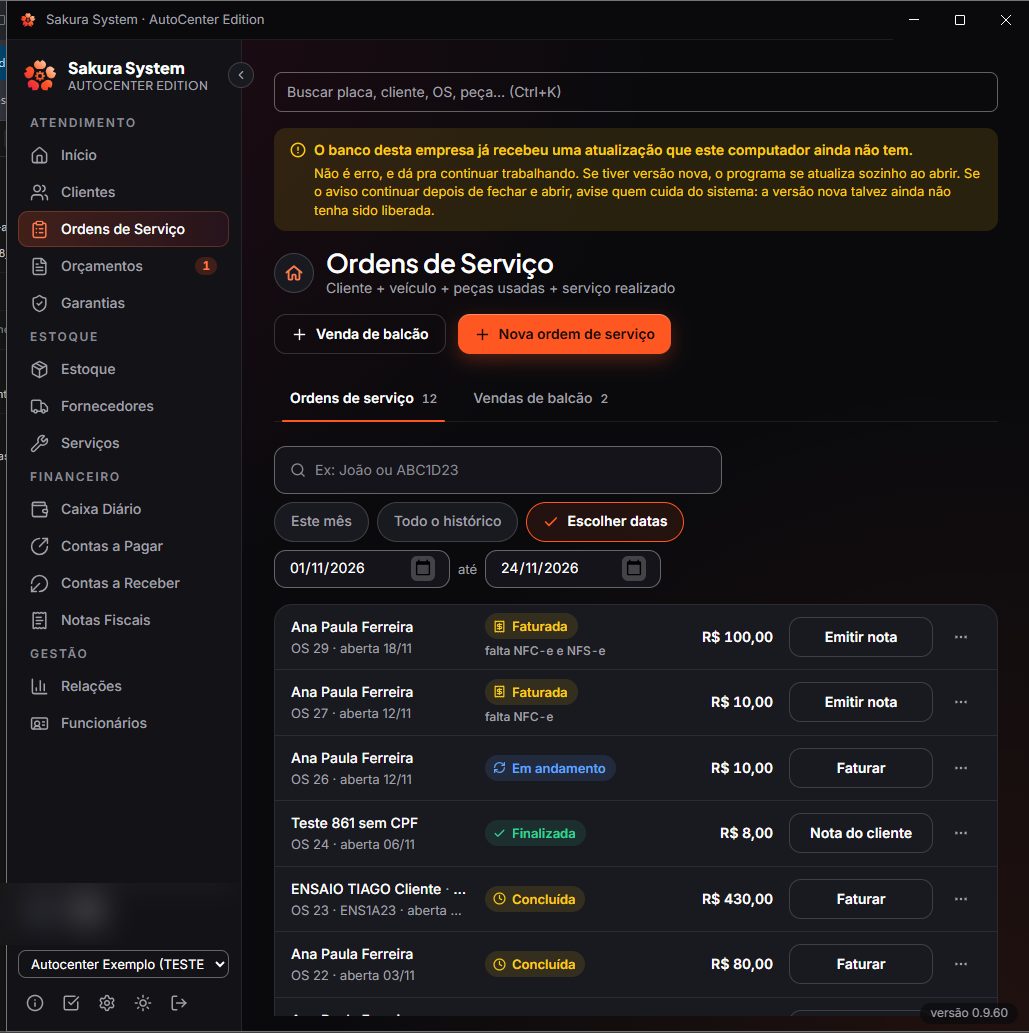 Sakura System · AutoCenter Edition
Sakura System
AUTOCENTER EDITION
ATENDIMENTO
Início
Clientes
Ordens de Serviço
Orçamentos 1
Garantias
ESTOQUE
Estoque
Fornecedores
Serviços
FINANCEIRO
Caixa Diário
Contas a Pagar
Contas a Receber
Notas Fiscais
GESTÃO
Relações
Funcionários
Autocenter Exemplo (TESTE
Buscar placa, cliente, OS, peça... (Ctrl+K)
O banco desta empresa já recebeu uma atualização que este computador ainda não tem.
Não é erro, e dá pra continuar trabalhando. Se tiver versão nova, o programa se atualiza sozinho ao abrir. Se
o aviso continuar depois de fechar e abrir, avise quem cuida do sistema: a versão nova talvez ainda não
tenha sido liberada.
Ordens de Serviço
Cliente + veículo + peças usadas + serviço realizado
+ Venda de balcão + Nova ordem de serviço
Ordens de serviço 12 Vendas de balcão 2
Ex: João ou ABC1D23
Este mês Todo o histórico Escolher datas
01/11/2026 até 24/11/2026
Ana Paula Ferreira Faturada R$ 100,00 Emitir nota ...
OS 29 · aberta 18/11 falta NFC-e e NFS-e
Ana Paula Ferreira Faturada R$ 10,00 Emitir nota ...
OS 27 · aberta 12/11 falta NFC-e
Ana Paula Ferreira Em andamento R$ 10,00 Faturar ...
OS 26 · aberta 12/11
Teste 861 sem CPF Finalizada R$ 8,00 Nota do cliente ...
OS 24 · aberta 06/11
ENSAIO TIAGO Cliente · ... Concluída R$ 430,00 Faturar ...
OS 23 · ENS1A23 · aberta ...
Ana Paula Ferreira Concluída R$ 80,00 Faturar ...
OS 22 · aberta 03/11
versão 0.9.60